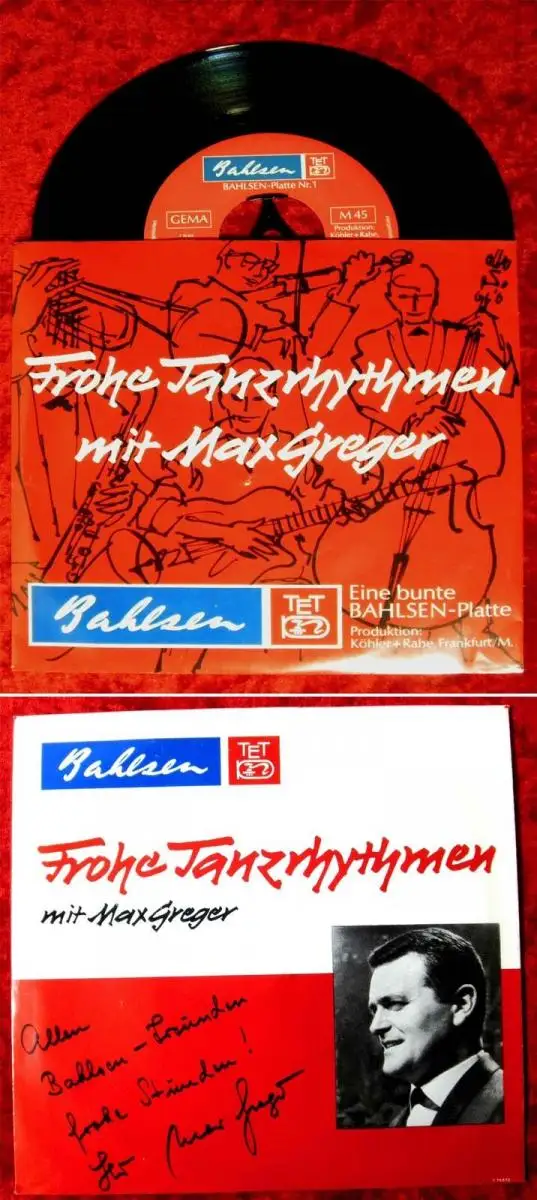 Bahlsen TET
BAHLSEN-Platte Nr.1
GEMA
M 45
Produktion:
Köhler+Rabe,
Frohe Tanzrhythmen
mit Max Greger
Bahlsen TET
Eine bunte
BAHLSEN-Platte
Produktion:
Köhler+Rabe Frankfurt/M.
Bahlsen TET
Frohe Tanzrhythmen
mit Max Greger
Allen
Bahlsen-Freunden
frohe Stunden!
Ihr Max Greger